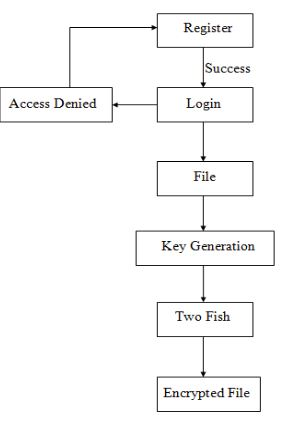 Register
Success
Access Denied
Login
File
Key Generation
Two Fish
Encrypted File